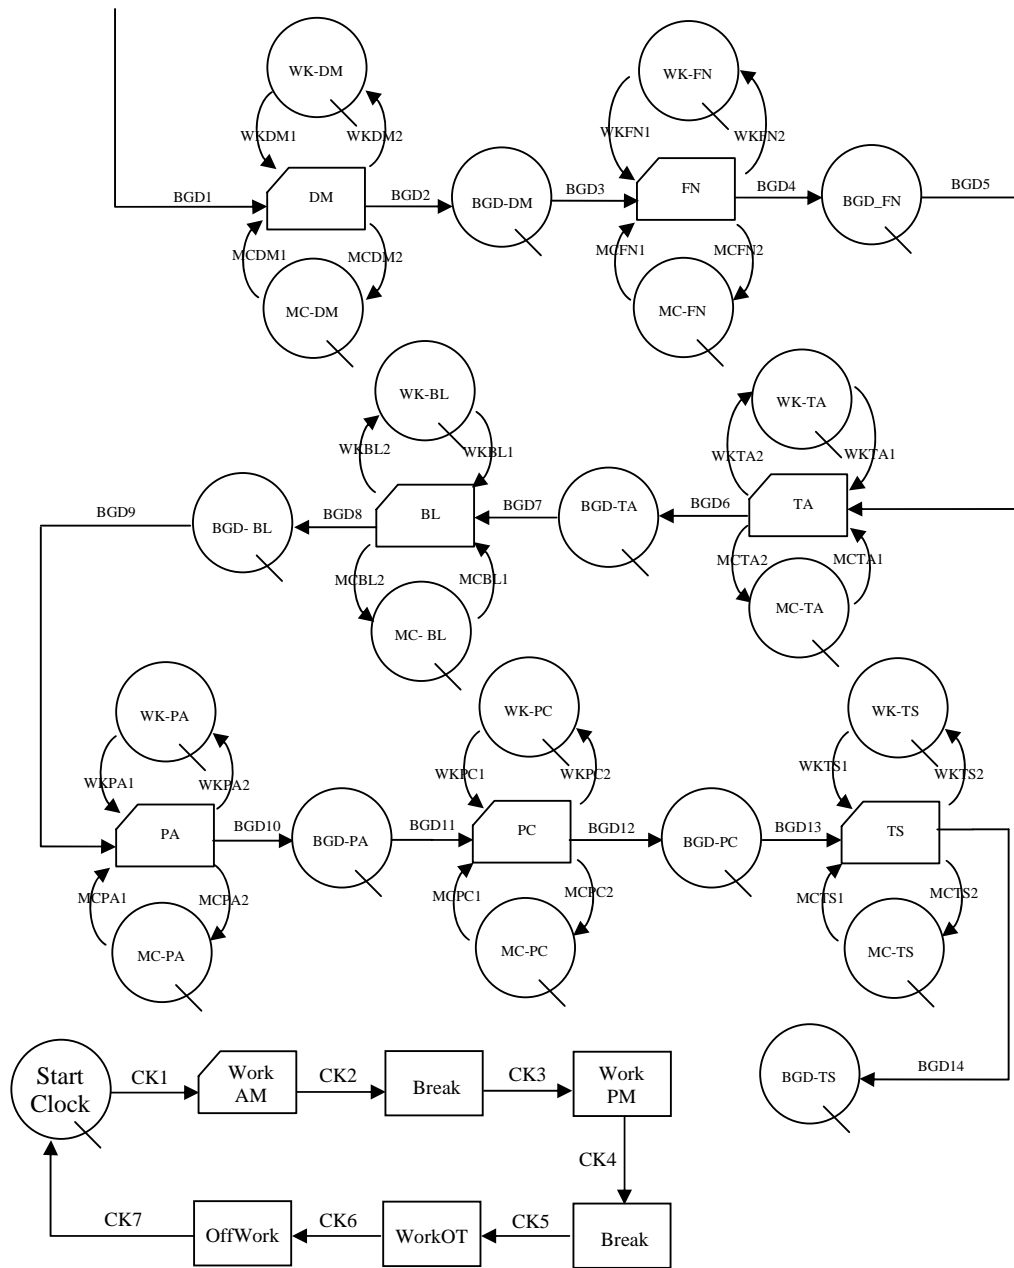 WK-DM
WK-FN
WKDM1
WKDM2
WKFN1
WKFN2
BGD1
DM
BGD2
BGD-DM
BGD3
FN
BGD4
BGD_FN
BGD5
MCDM1
MCDM2
MCFN1
MCFN2
MC-DM
MC-FN
WK-BL
WK-TA
WKBL2
WKBL1
WKTA2
WKTA1
BGD9
BGD- BL
BGD8
BL
BGD7
BGD-TA
BGD6
TA
MCBL2
MCBL1
MCTA2
MCTA1
MC- BL
MC-TA
WK-PA
WK-PC
WK-TS
WKPA1
WKPA2
WKPC1
WKPC2
WKTS1
WKTS2
PA
BGD10
BGD-PA
BGD11
PC
BGD12
BGD-PC
BGD13
TS
MCPA1
MCPA2
MCPC1
MCPC2
MCTS1
MCTS2
MC-PA
MC-PC
MC-TS
Start
Clock
CK1
Work
AM
CK2
Break
CK3
Work
PM
BGD-TS
BGD14
CK4
CK7
OffWork
CK6
WorkOT
CK5
Break